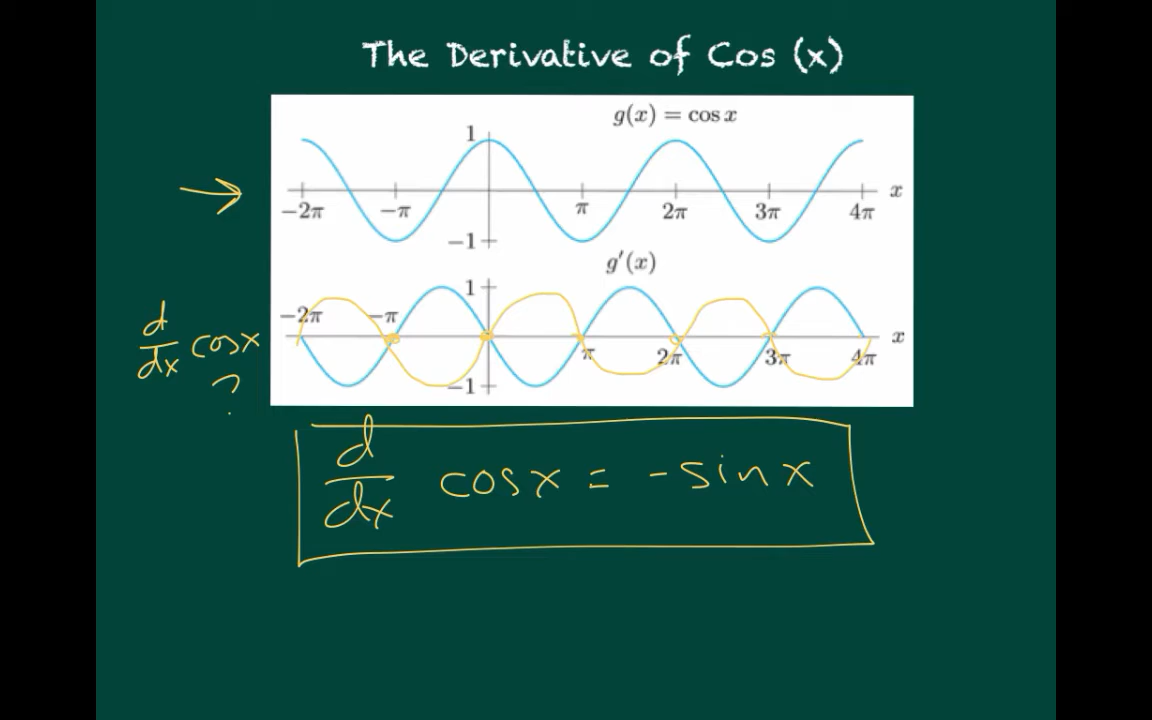 The Derivative of Cos (x)
g(x) = cos x
1
x
−2π −π π 2π 3π 4π
−1
g′(x)
1
−2π −π
x
π 2π 3π 4π
−1
d/dx cosx
?
d/dx cosx = -sinx